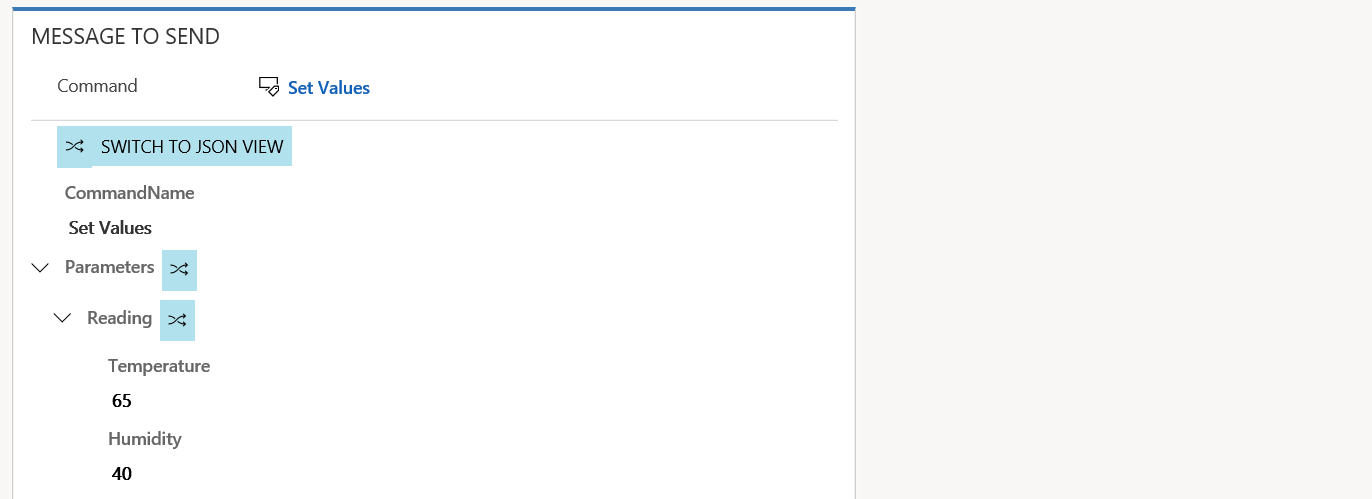 MESSAGE TO SEND
Command Set Values
SWITCH TO JSON VIEW
CommandName
Set Values
Parameters
Reading
Temperature
65
Humidity
40